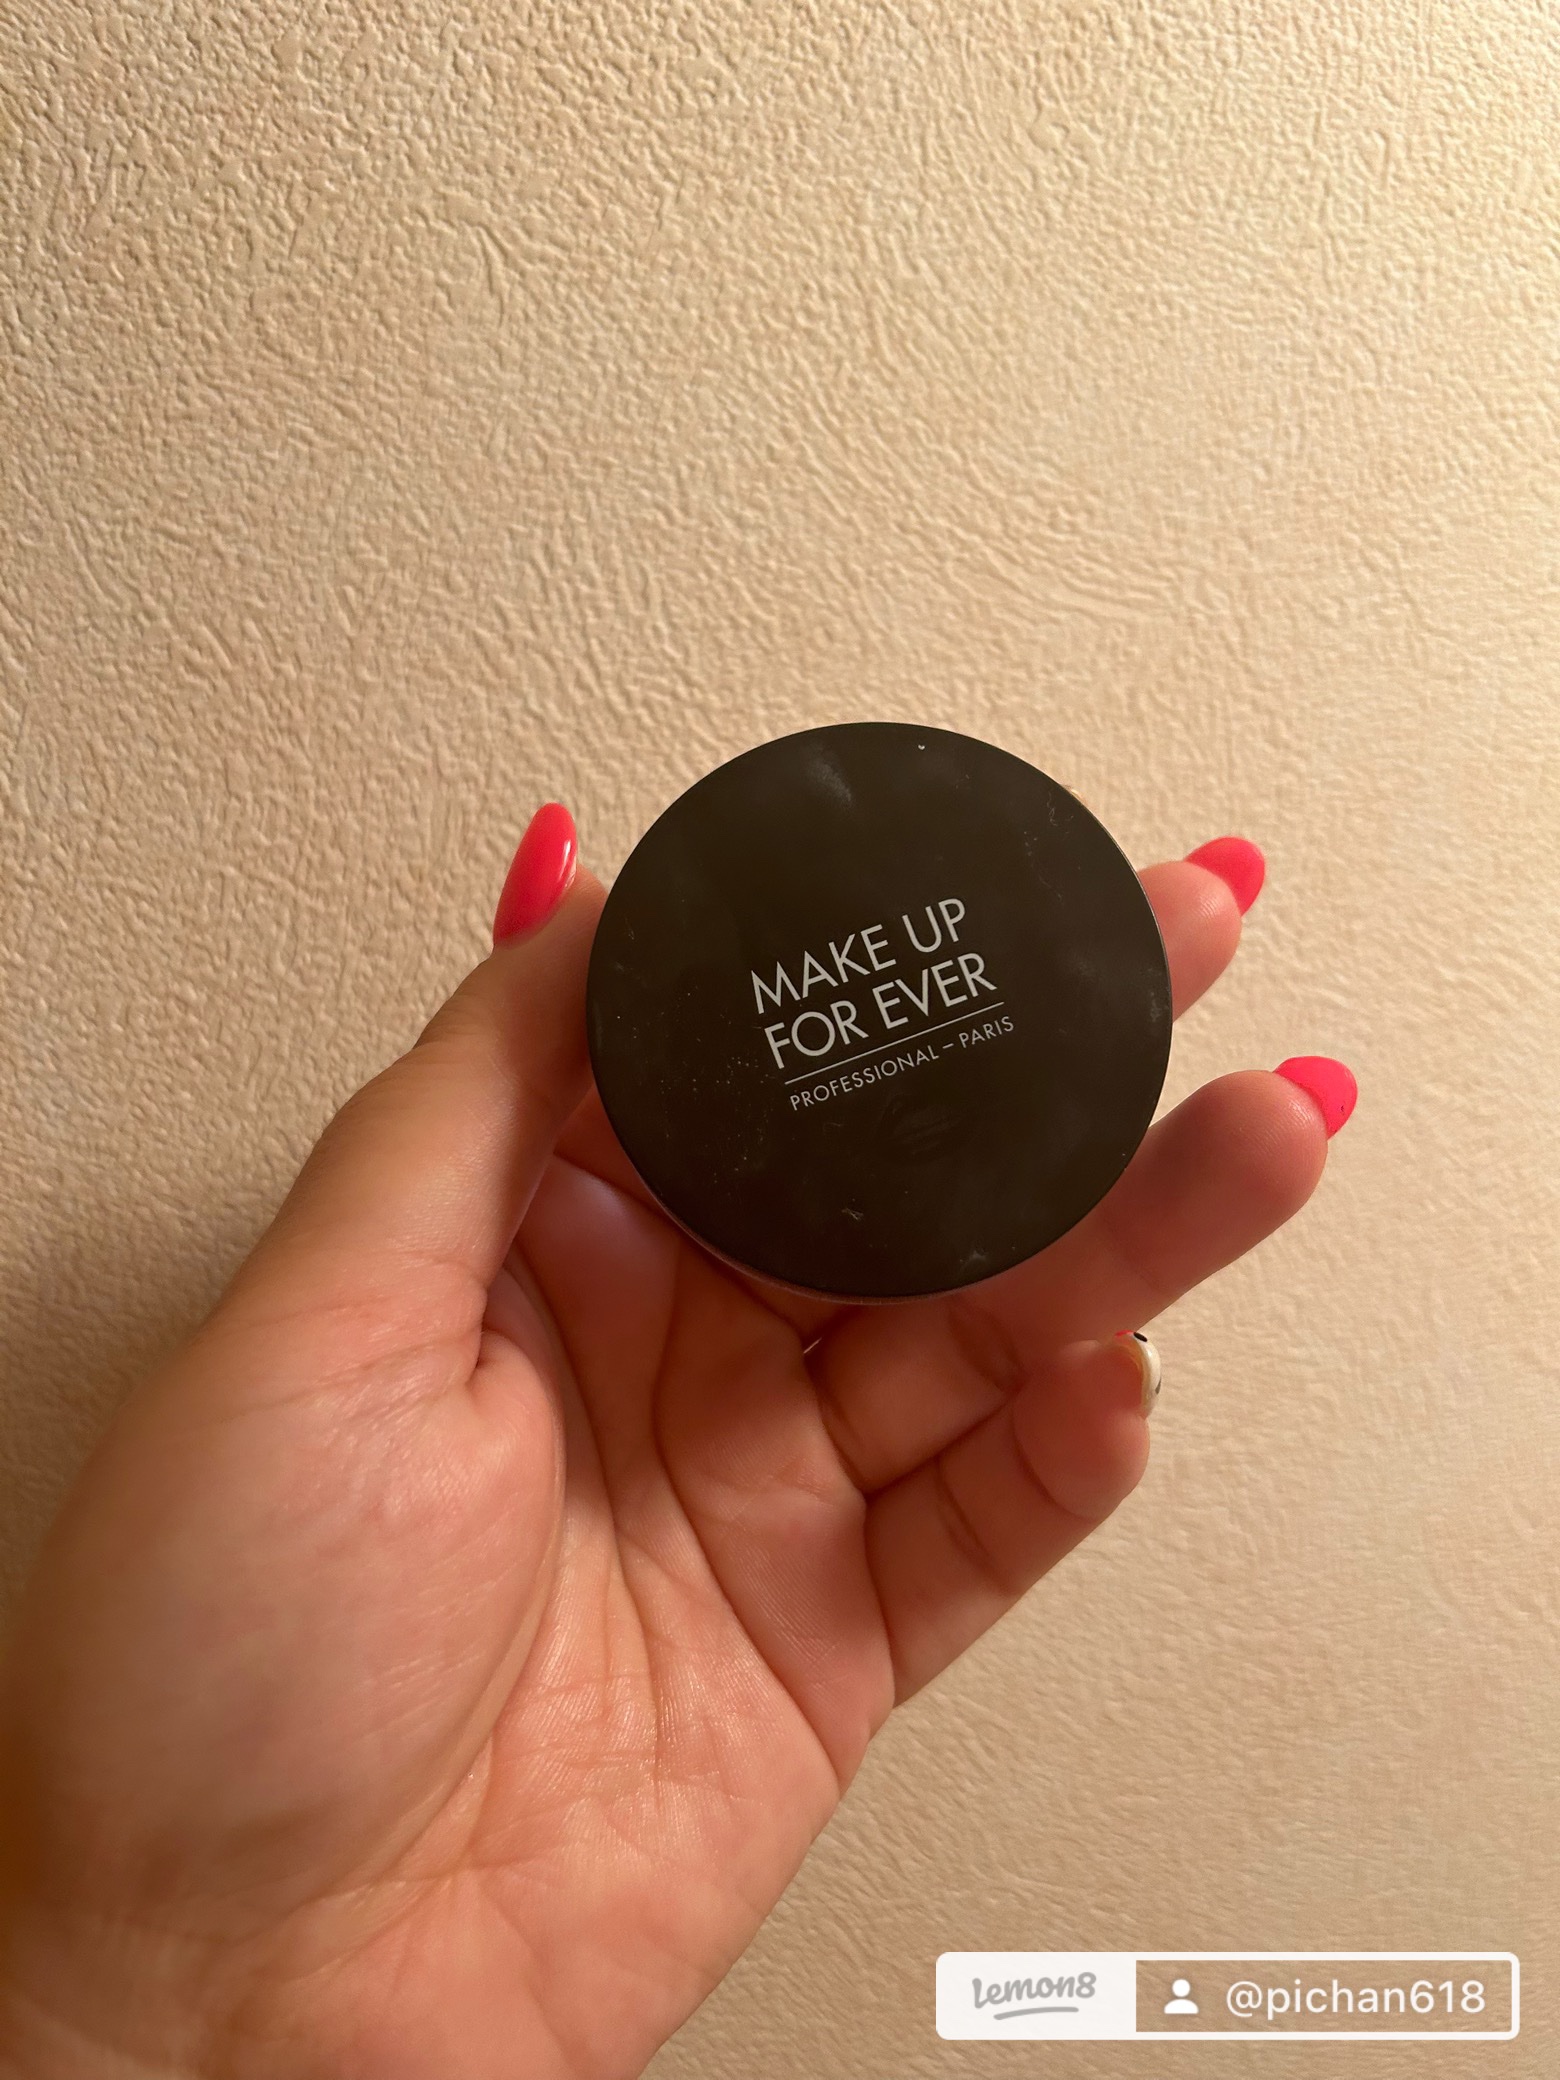 MAKE UP
FOR EVER
PROFESSIONAL – PARIS
Lemon8 @pichan618